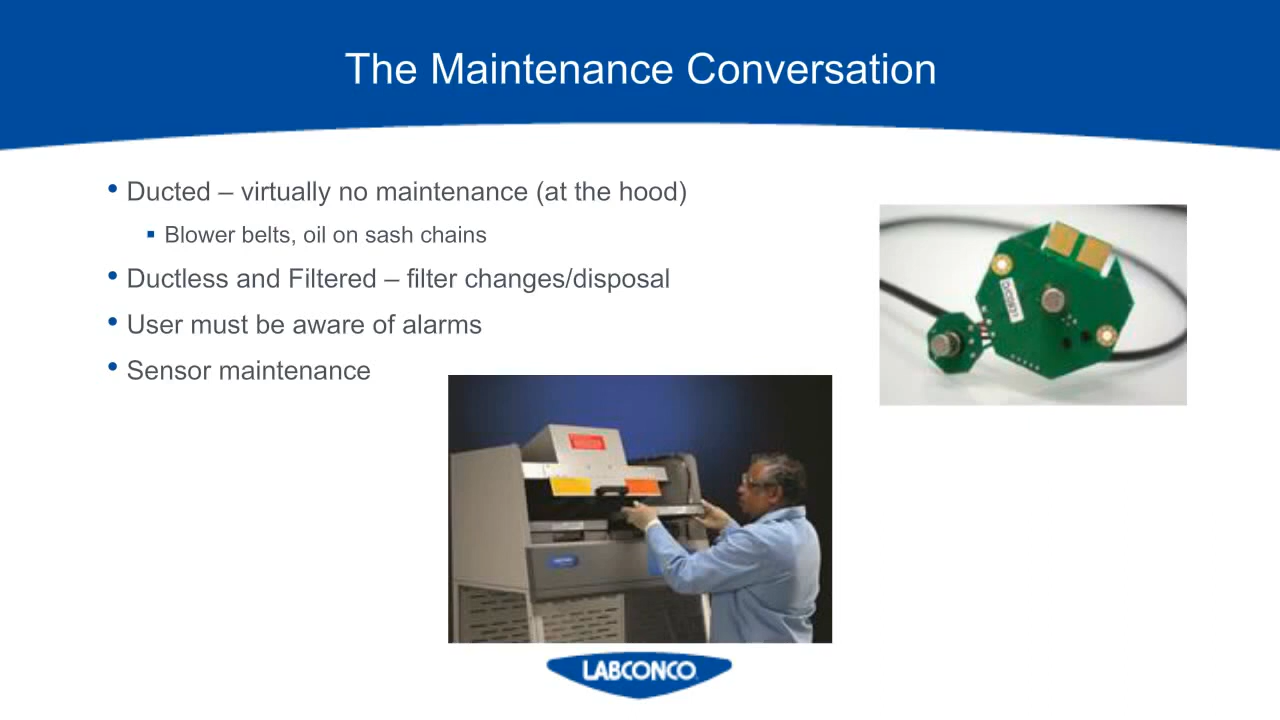 The Maintenance Conversation
• Ducted – virtually no maintenance (at the hood)
▪ Blower belts, oil on sash chains
• Ductless and Filtered – filter changes/disposal
• User must be aware of alarms
• Sensor maintenance
LABCONCO